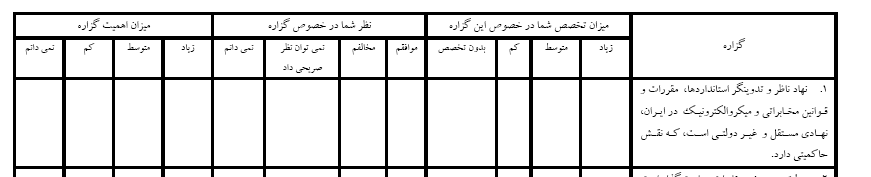 گزاره
میزان تخصص شما در خصوص این گزاره
نظر شما در خصوص گزاره
میزان اهمیت گزاره
زیاد
متوسط
کم
بدون تخصص
موافقم
مخالفم
نمی توان نظر
صریحی داد
نمی دانم
زیاد
متوسط
کم
نمی دانم
۱. نهاد ناظر و تدوینگر استانداردها، مقررات و
قوانین مخابراتی و میکروالکترونیک در ایران،
نهادی مستقل و غیر دولتی است، که نقش
حاکمیتی دارد.